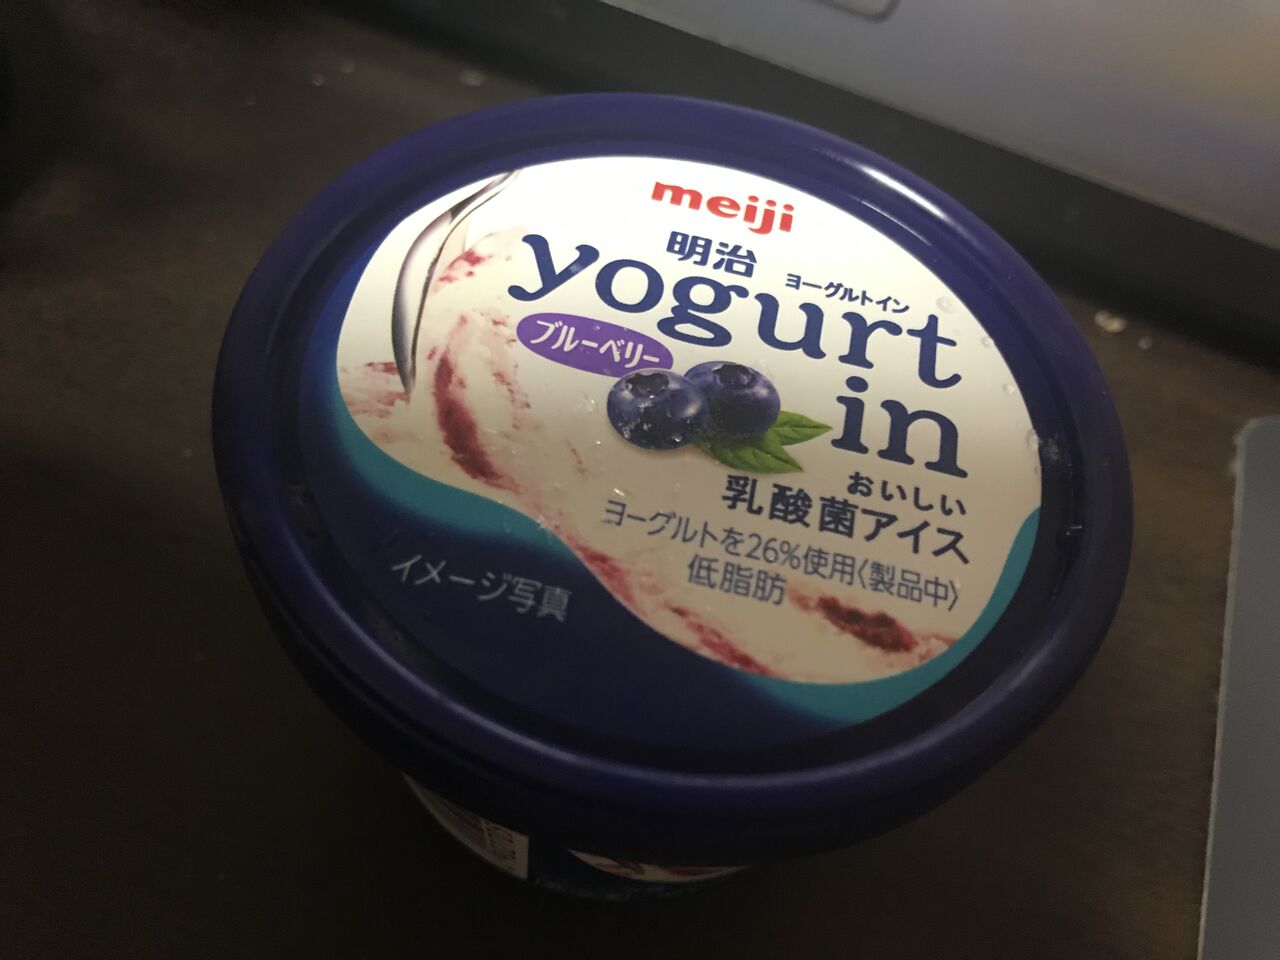 meiji
明治
ヨーグルトイン
yogurt
in
ブルーベリー
おいしい
乳酸菌アイス
ヨーグルトを26%使用〈製品中〉
低脂肪
イメージ写真